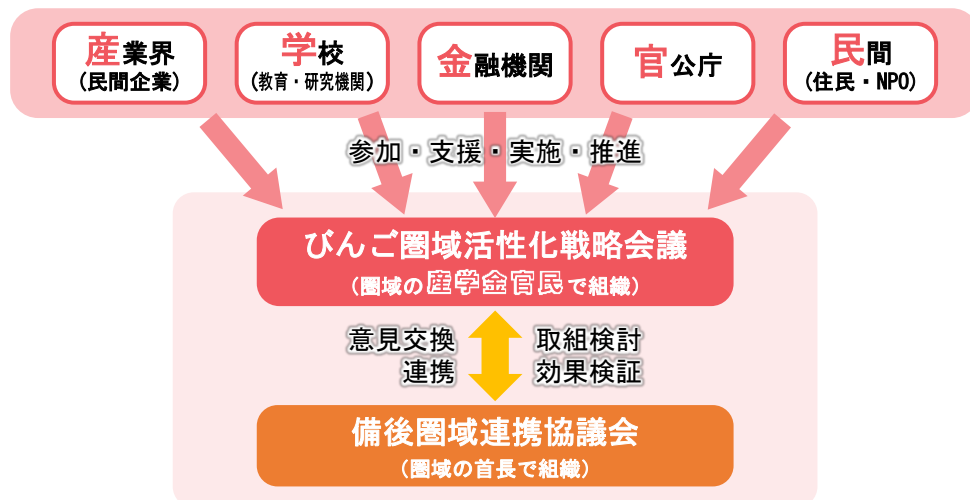 産業界
(民間企業)
学校
(教育・研究機関)
金融機関
官公庁
民間
(住民・NPO)
参加・支援・実施・推進
びんご圏域活性化戦略会議
(圏域の産学金官民で組織)
意見交換
連携
取組検討
効果検証
備後圏域連携協議会
(圏域の首長で組織)